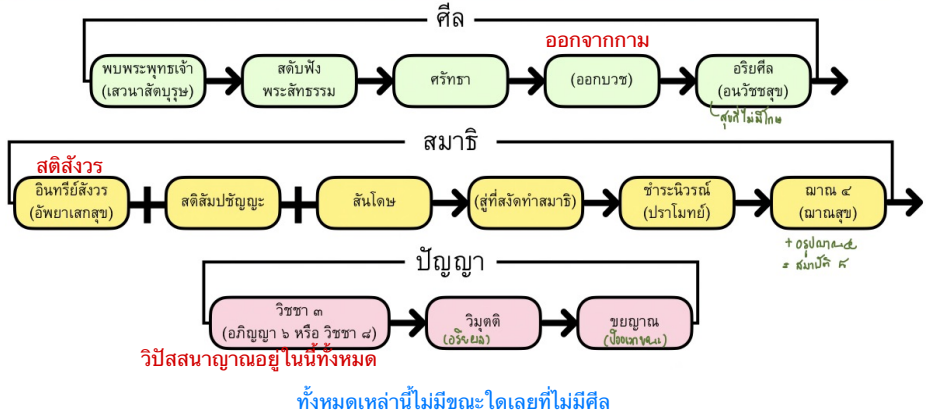 ศีล
ออกจากกาม
พบพระพุทธเจ้า
(เสวนาสัตบุรุษ)
สดับฟัง
พระสัทธรรม
ศรัทธา
(ออกบวช)
อริยศีล
(อนวัชชสุข)
สุขที่ไม่มีโทษ
สมาธิ
สติสังวร
อินทรีย์สังวร
(อัพยาเสกสุข)
สติสัมปชัญญะ
สันโดษ
(สู่ที่สงัดทำสมาธิ)
ชำระนิวรณ์
(ปราโมทย์)
ฌาน ๔
(ฌานสุข)
+ อรูปฌาน ๔
= สมาบัติ ๘
ปัญญา
วิชชา ๓
(อภิญญา ๖ หรือ วิชชา ๘)
วิมุตติ
(อริยผล)
ขยญาณ
วิปัสสนาญาณอยู่ในนี้ทั้งหมด
ทั้งหมดเหล่านี้ไม่มีขณะใดเลยที่ไม่มีศีล